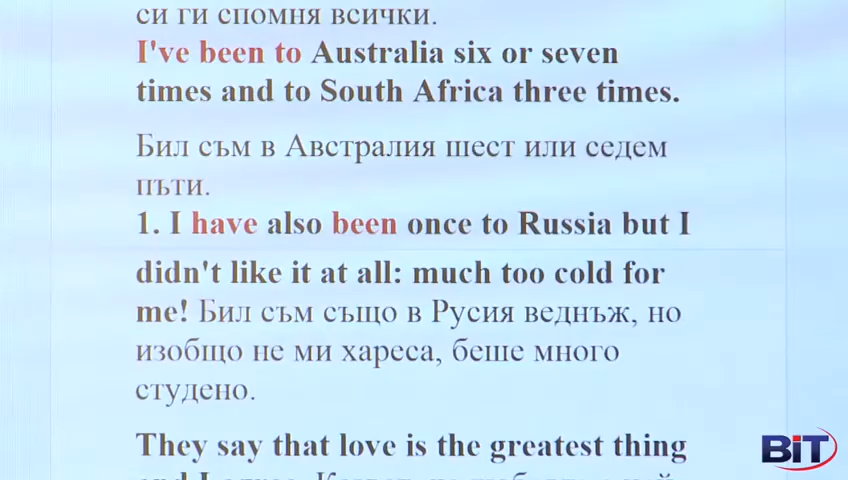 си ги спомня всички.
I've been to Australia six or seven
times and to South Africa three times.
Бил съм в Австралия шест или седем
пъти.
1. I have also been once to Russia but I
didn't like it at all: much too cold for
me! Бил съм също в Русия веднъж, но
изобщо не ми хареса, беше много
студено.
They say that love is the greatest thing
BiT